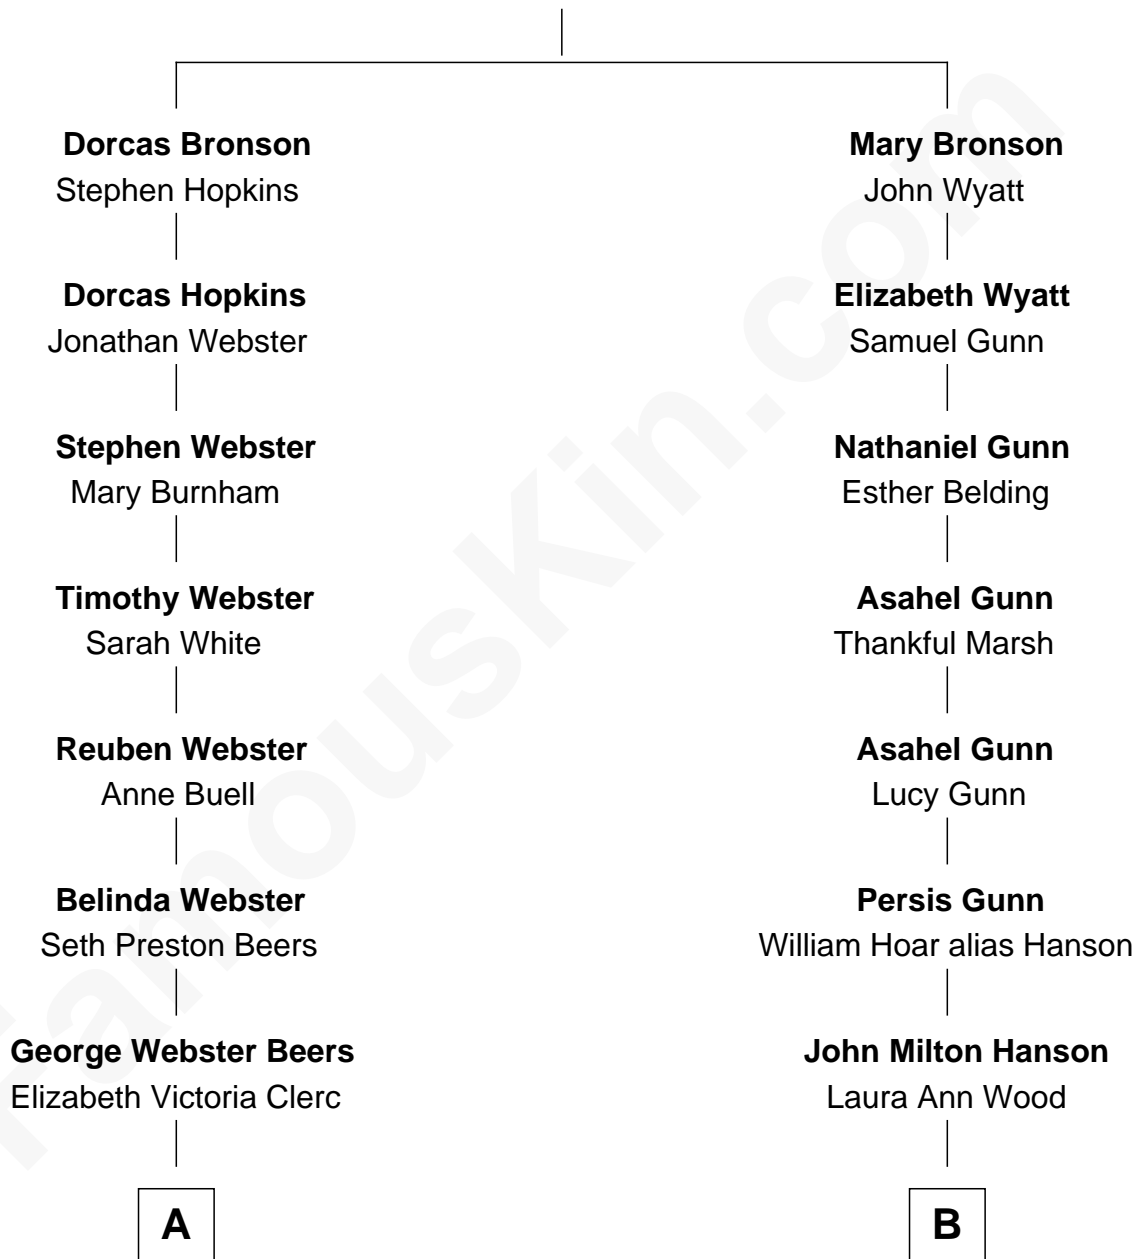 Dorcas Bronson
Stephen Hopkins
Dorcas Hopkins
Jonathan Webster
Stephen Webster
Mary Burnham
Timothy Webster
Sarah White
Reuben Webster
Anne Buell
Belinda Webster
Seth Preston Beers
George Webster Beers
Elizabeth Victoria Clerc
A
Mary Bronson
John Wyatt
Elizabeth Wyatt
Samuel Gunn
Nathaniel Gunn
Esther Belding
Asahel Gunn
Thankful Marsh
Asahel Gunn
Lucy Gunn
Persis Gunn
William Hoar alias Hanson
John Milton Hanson
Laura Ann Wood
B
FamousKin.com